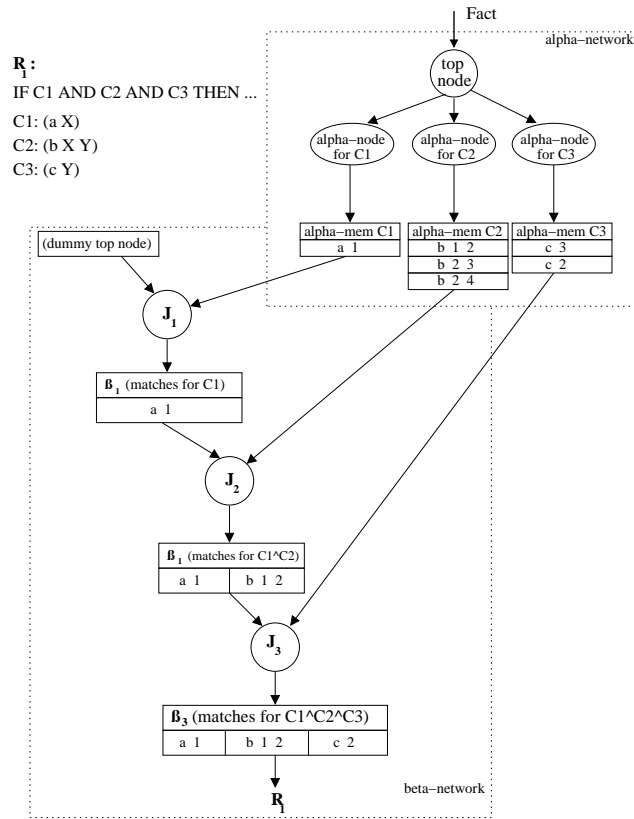 Fact
alpha−network
R1 :
IF C1 AND C2 AND C3 THEN ...
C1: (a X)
C2: (b X Y)
C3: (c Y)
top
node
alpha−node
for C1
alpha−node
for C2
alpha−node
for C3
(dummy top node)
alpha−mem C1
a 1
alpha−mem C2
b 1 2
b 2 3
b 2 4
alpha−mem C3
c 3
c 2
J1
ß1 (matches for C1)
a 1
J2
ß1 (matches for C1^C2)
a 1 b 1 2
J3
ß3 (matches for C1^C2^C3)
a 1 b 1 2 c 2
R1
beta−network